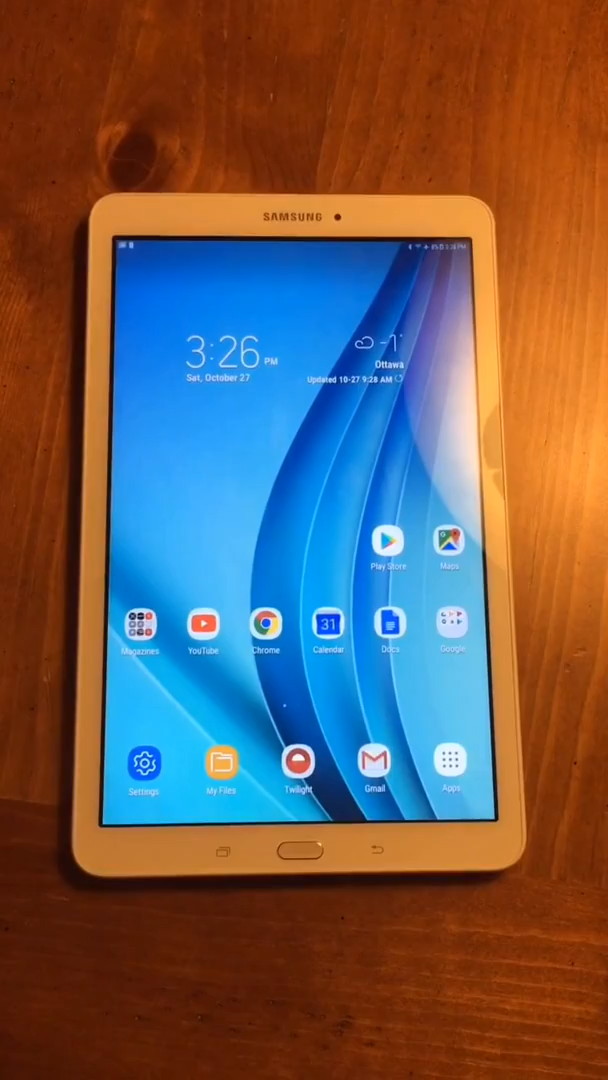 SAMSUNG
3:26 PM
-1°
Sat, October 27
Ottawa
Updated 10-27 9:28 AM
Play Store
Maps
31
Magazines
YouTube
Chrome
Calendar
Docs
Google
Settings
My Files
Twilight
Gmail
Apps